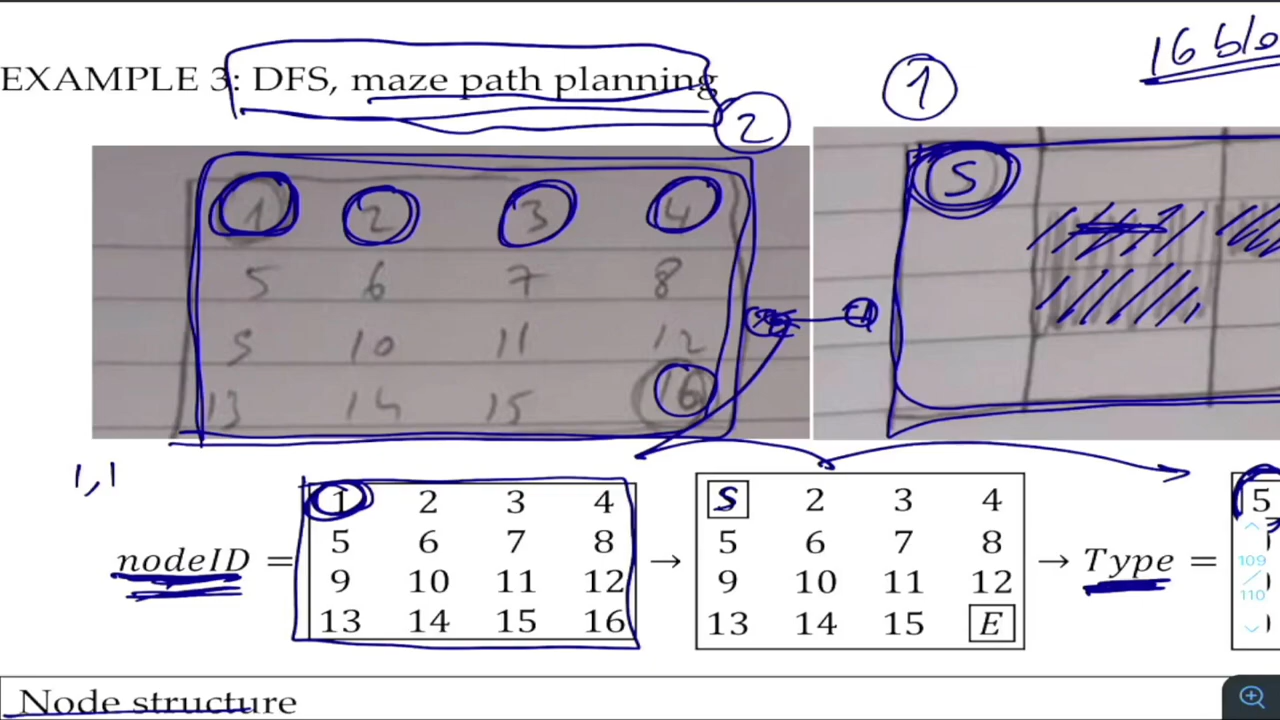 16 blo
EXAMPLE 3: DFS, maze path planning
2
1
1 2 3 4
5 6 7 8
9 10 11 12
13 14 15 16
S
1,1
nodeID = 1 2 3 4
5 6 7 8
9 10 11 12
13 14 15 16
→ S 2 3 4
5 6 7 8
9 10 11 12
13 14 15 E
→ Type = 5
109
/
110
Node structure